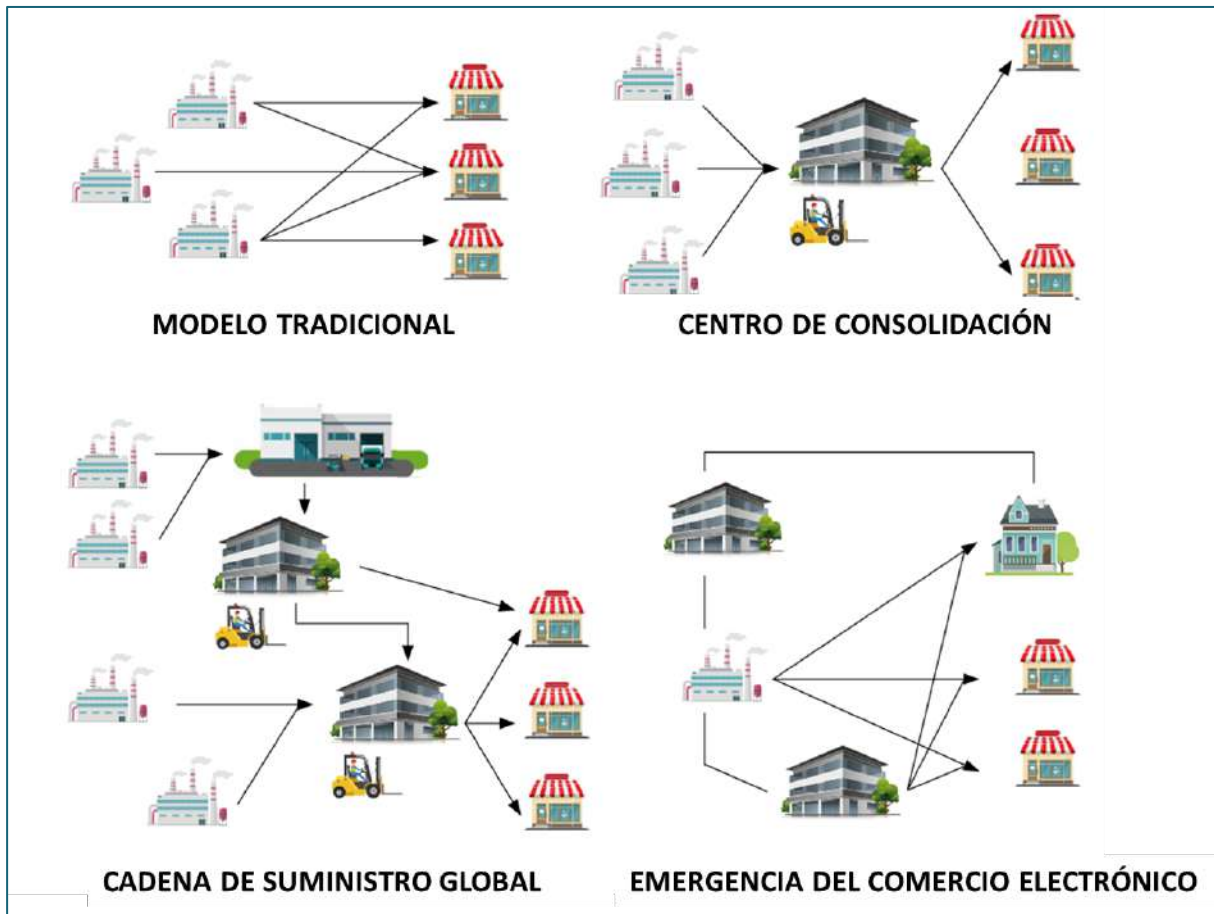 MODELO TRADICIONAL
CENTRO DE CONSOLIDACIÓN
CADENA DE SUMINISTRO GLOBAL
EMERGENCIA DEL COMERCIO ELECTRÓNICO